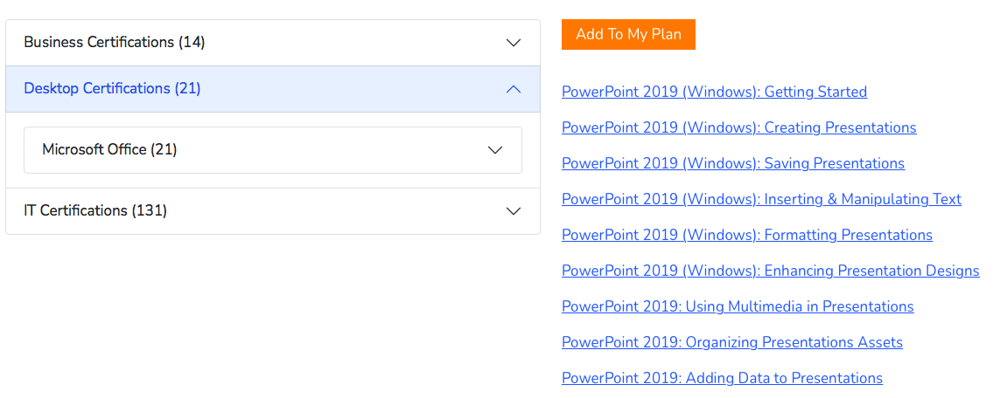 Business Certifications (14)
Desktop Certifications (21)
Microsoft Office (21)
IT Certifications (131)
Add To My Plan
PowerPoint 2019 (Windows): Getting Started
PowerPoint 2019 (Windows): Creating Presentations
PowerPoint 2019 (Windows): Saving Presentations
PowerPoint 2019 (Windows): Inserting & Manipulating Text
PowerPoint 2019 (Windows): Formatting Presentations
PowerPoint 2019 (Windows): Enhancing Presentation Designs
PowerPoint 2019: Using Multimedia in Presentations
PowerPoint 2019: Organizing Presentations Assets
PowerPoint 2019: Adding Data to Presentations